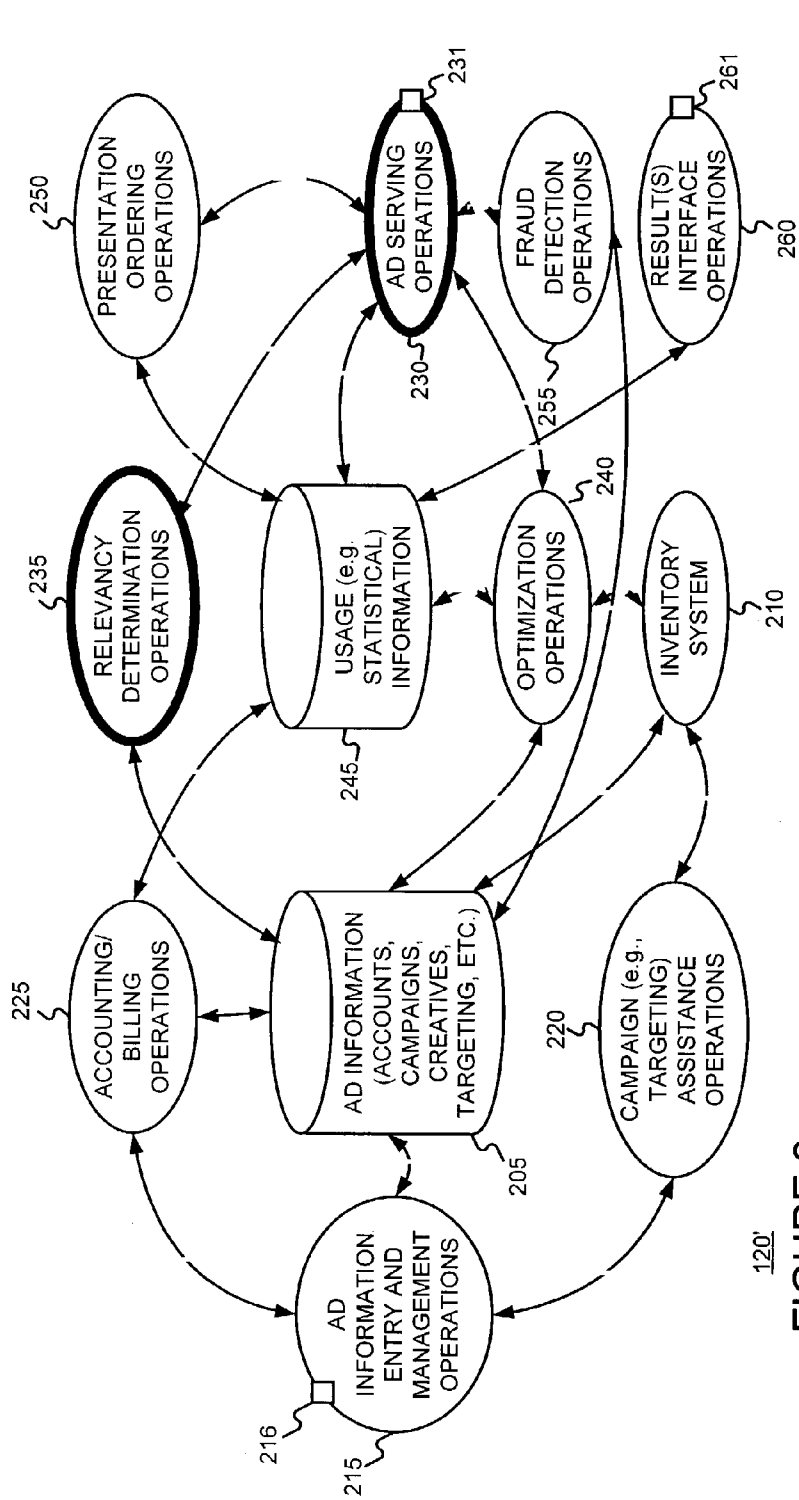 235
RELEVANCY
DETERMINATION
OPERATIONS
250
PRESENTATION
ORDERING
OPERATIONS
225
ACCOUNTING/
BILLING
OPERATIONS
216
AD
INFORMATION
ENTRY AND
MANAGEMENT
OPERATIONS
215
AD INFORMATION
(ACCOUNTS,
CAMPAIGNS,
CREATIVES,
TARGETING, ETC.)
205
USAGE (e.g.
STATISTICAL)
INFORMATION
245
AD SERVING
OPERATIONS
231
230
OPTIMIZATION
OPERATIONS
240
FRAUD
DETECTION
OPERATIONS
255
220
CAMPAIGN (e.g.,
TARGETING)
ASSISTANCE
OPERATIONS
INVENTORY
SYSTEM
210
RESULT(S)
INTERFACE
OPERATIONS
261
260
120'
FIGURE